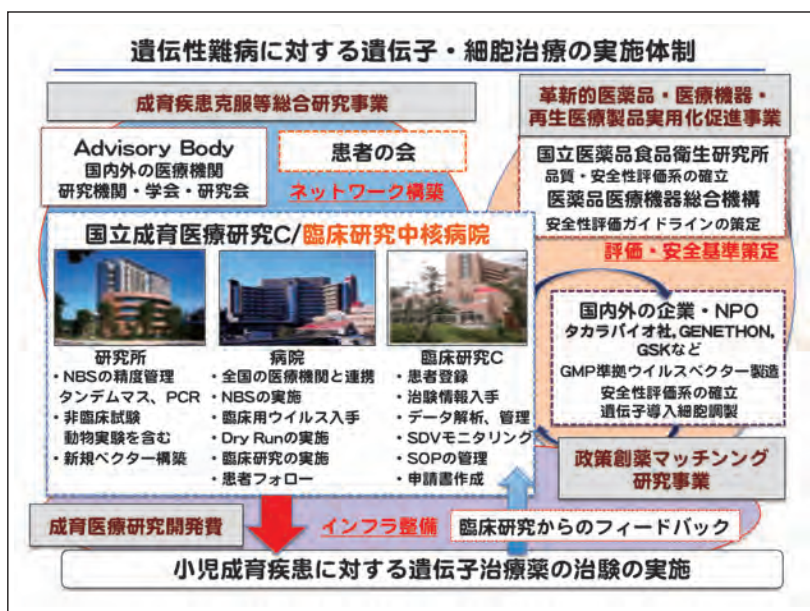 遺伝性難病に対する遺伝子・細胞治療の実施体制
成育疾患克服等総合研究事業
革新的医薬品・医療機器・
再生医療製品実用化促進事業
Advisory Body
国内外の医療機関
研究機関・学会・研究会
患者の会
ネットワーク構築
国立医薬品食品衛生研究所
品質・安全性評価系の確立
医薬品医療機器総合機構
安全性評価ガイドラインの策定
評価・安全基準策定
国立成育医療研究C/臨床研究中核病院
研究所
・NBSの精度管理
タンデムマス、PCR
・非臨床試験
動物実験を含む
・新規ベクター構築
病院
・全国の医療機関と連携
・NBSの実施
・臨床用ウイルス入手
・Dry Runの実施
・臨床研究の実施
・患者フォロー
臨床研究C
・患者登録
・治験情報入手
・データ解析、管理
・SDVモニタリング
・SOPの管理
・申請書作成
国内外の企業・NPO
タカラバイオ社, GENETHON,
GSKなど
GMP準拠ウイルスベクター製造
安全性評価系の確立
遺伝子導入細胞調製
政策創薬マッチンング
研究事業
成育医療研究開発費
インフラ整備
臨床研究からのフィードバック
小児成育疾患に対する遺伝子治療薬の治験の実施